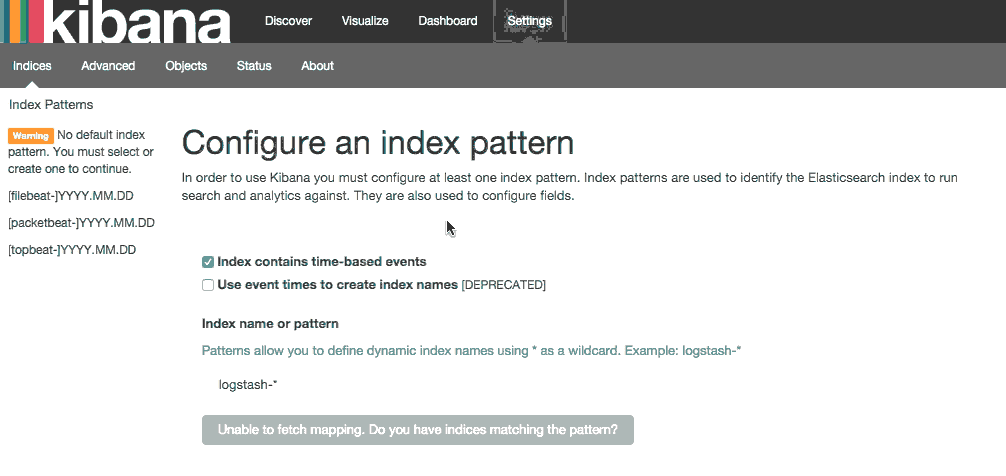 kibana
Discover
Visualize
Dashboard
Settings
Indices
Advanced
Objects
Status
About
Index Patterns
Warning No default index
pattern. You must select or
create one to continue.
[filebeat-]YYYY.MM.DD
[packetbeat-]YYYY.MM.DD
[topbeat-]YYYY.MM.DD
Configure an index pattern
In order to use Kibana you must configure at least one index pattern. Index patterns are used to identify the Elasticsearch index to run
search and analytics against. They are also used to configure fields.
Index contains time-based events
Use event times to create index names [DEPRECATED]
Index name or pattern
Patterns allow you to define dynamic index names using * as a wildcard. Example: logstash-*
logstash-*
Unable to fetch mapping. Do you have indices matching the pattern?